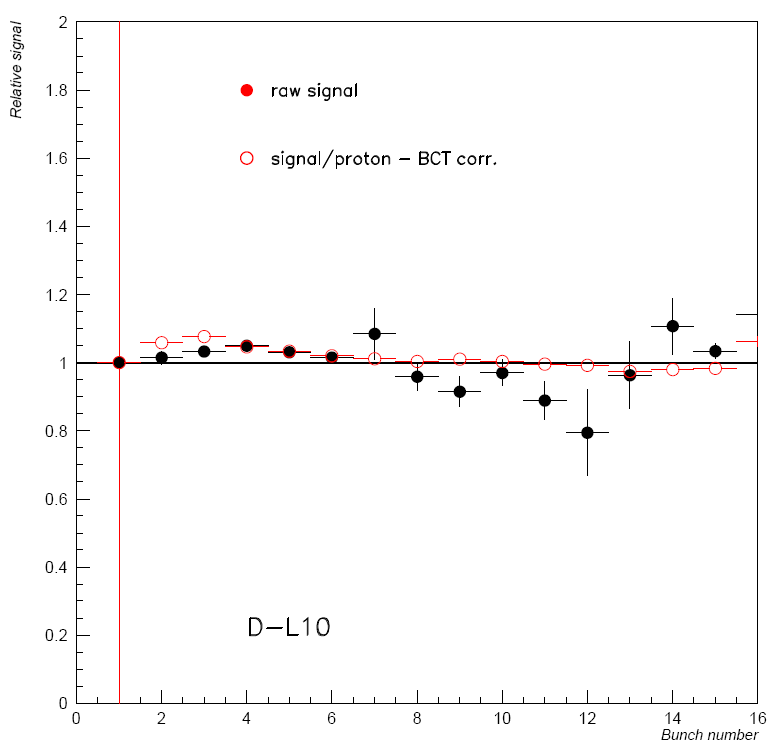 Relative signal
2
1.8
raw signal
1.6
signal/proton – BCT corr.
1.4
1.2
1
0.8
0.6
0.4
D–L10
0.2
0
0 2 4 6 8 10 12 14 16
Bunch number